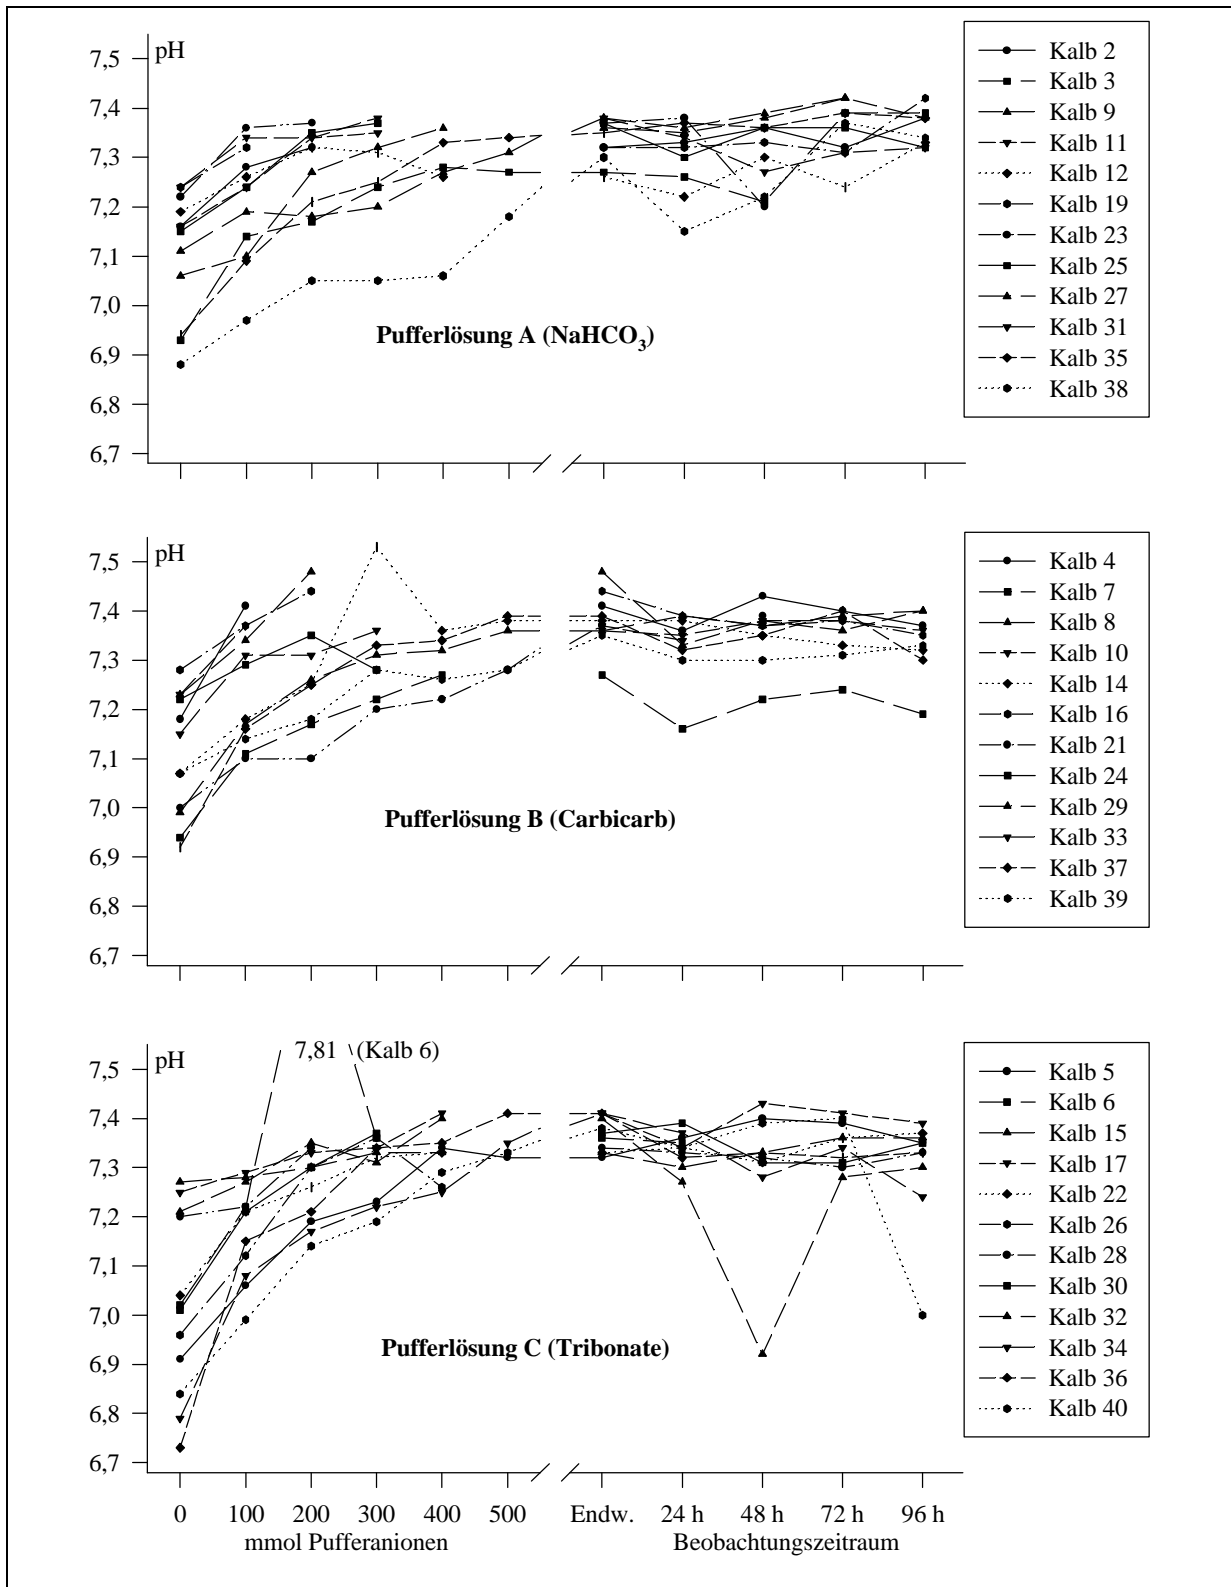 pH
7,5
7,4
7,3
7,2
7,1
7,0
6,9
6,8
6,7
Pufferlösung A (NaHCO3)
Kalb 2
Kalb 3
Kalb 9
Kalb 11
Kalb 12
Kalb 19
Kalb 23
Kalb 25
Kalb 27
Kalb 31
Kalb 35
Kalb 38
pH
7,5
7,4
7,3
7,2
7,1
7,0
6,9
6,8
6,7
Pufferlösung B (Carbicarb)
Kalb 4
Kalb 7
Kalb 8
Kalb 10
Kalb 14
Kalb 16
Kalb 21
Kalb 24
Kalb 29
Kalb 33
Kalb 37
Kalb 39
pH
7,81 (Kalb 6)
7,5
7,4
7,3
7,2
7,1
7,0
6,9
6,8
6,7
Pufferlösung C (Tribonate)
Kalb 5
Kalb 6
Kalb 15
Kalb 17
Kalb 22
Kalb 26
Kalb 28
Kalb 30
Kalb 32
Kalb 34
Kalb 36
Kalb 40
0 100 200 300 400 500 Endw. 24 h 48 h 72 h 96 h
mmol Pufferanionen Beobachtungszeitraum